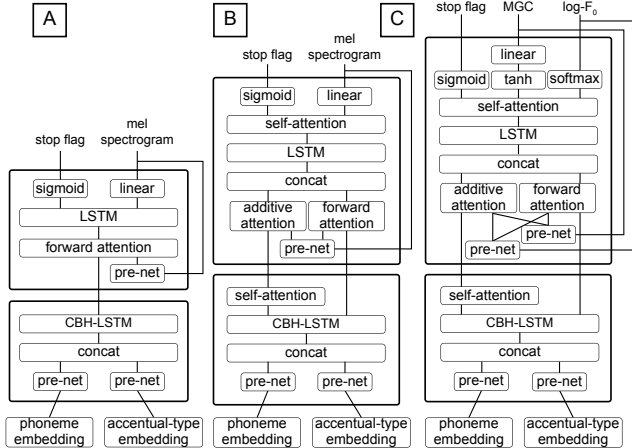 A
stop flag
mel
spectrogram
sigmoid
linear
LSTM
forward attention
pre-net
CBH-LSTM
concat
pre-net
pre-net
phoneme
embedding
accentual-type
embedding
B
stop flag
mel
spectrogram
sigmoid
linear
self-attention
LSTM
concat
additive
attention
forward
attention
pre-net
self-attention
CBH-LSTM
concat
pre-net
pre-net
phoneme
embedding
accentual-type
embedding
C
stop flag
MGC
log-F₀
linear
sigmoid
tanh
softmax
self-attention
LSTM
concat
additive
attention
forward
attention
pre-net
pre-net
self-attention
CBH-LSTM
concat
pre-net
pre-net
phoneme
embedding
accentual-type
embedding